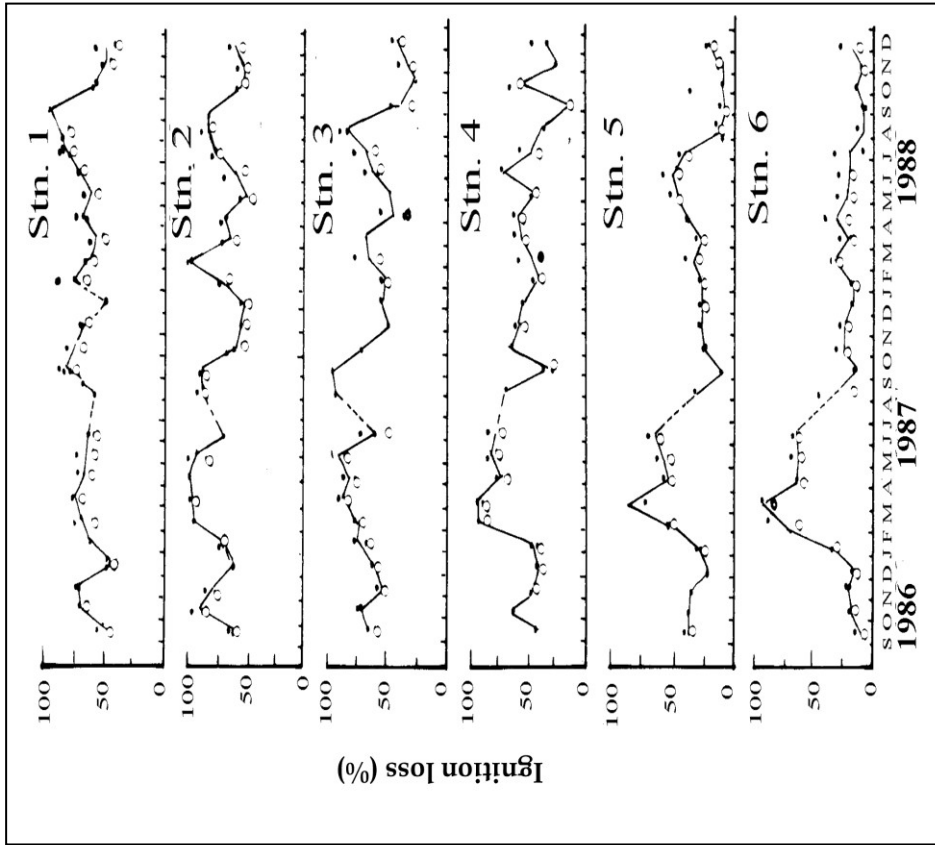 Ignition loss (%)
Stn. 1
100
50
0
Stn. 2
100
50
0
Stn. 3
100
50
0
Stn. 4
100
50
0
Stn. 5
100
50
0
Stn. 6
100
50
0
S O N D J F M A M J J A S O N D J F M A M J J A S O N D
1986 1987 1988